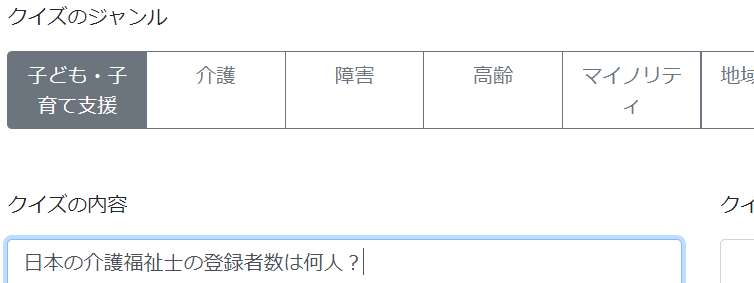 クイズのジャンル
子ども・子
育て支援
介護
障害
高齢
マイノリテ
ィ
地域
クイズの内容
クイ
日本の介護福祉士の登録者数は何人？